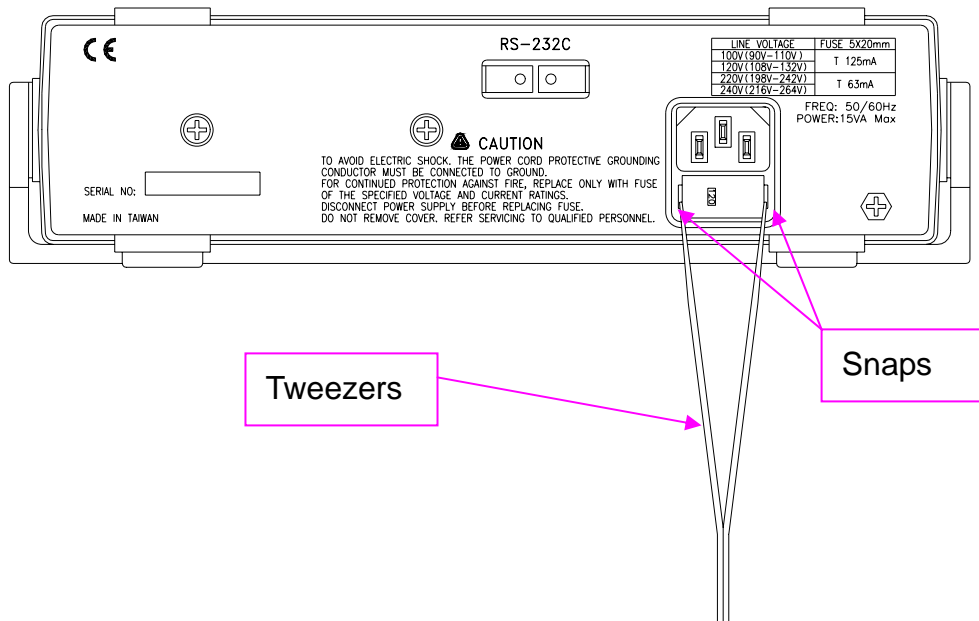 CE
RS-232C
LINE VOLTAGE FUSE 5X20mm
100V(90V-110V)
120V(108V-132V)
T 125mA
220V(198V-242V)
240V(216V-264V)
T 63mA
FREQ: 50/60Hz
POWER:15VA Max
CAUTION
TO AVOID ELECTRIC SHOCK. THE POWER CORD PROTECTIVE GROUNDING
CONDUCTOR MUST BE CONNECTED TO GROUND.
FOR CONTINUED PROTECTION AGAINST FIRE, REPLACE ONLY WITH FUSE
OF THE SPECIFIED VOLTAGE AND CURRENT RATINGS.
DISCONNECT POWER SUPPLY BEFORE REPLACING FUSE.
DO NOT REMOVE COVER. REFER SERVICING TO QUALIFIED PERSONNEL.
SERIAL NO:
MADE IN TAIWAN
120
Tweezers
Snaps